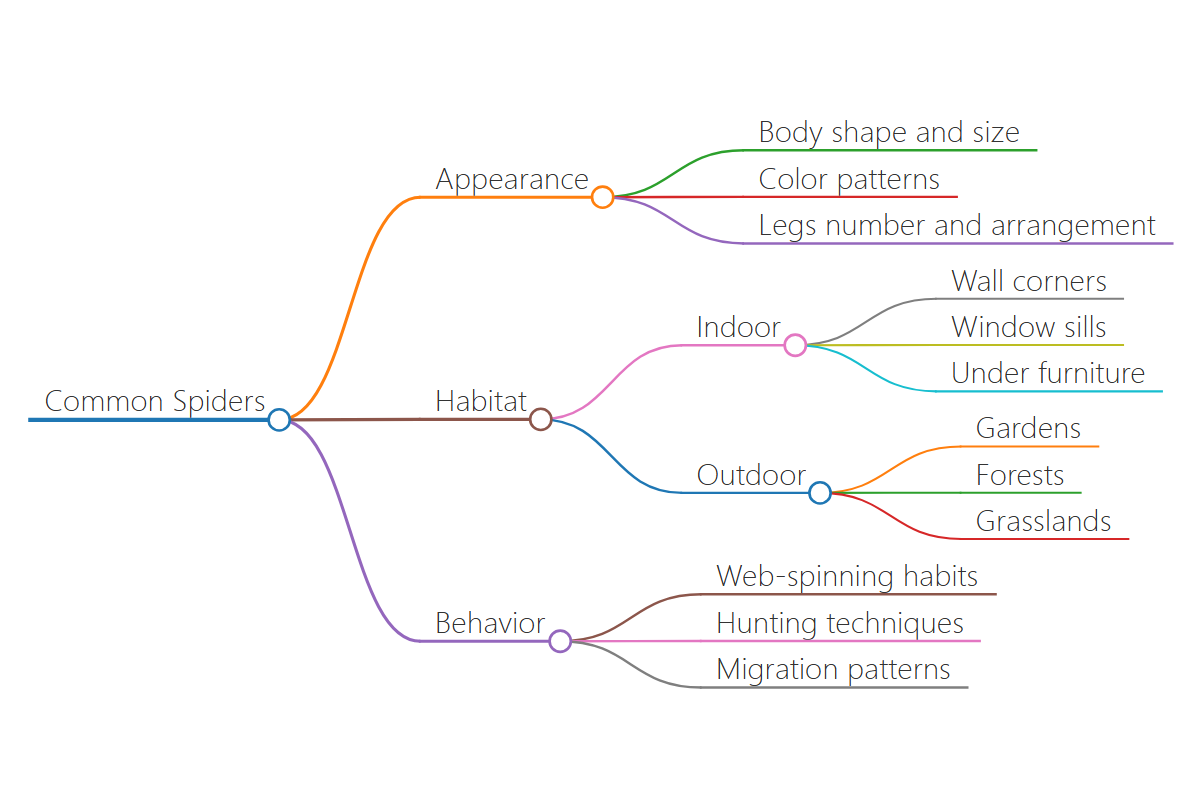 Common Spiders
Appearance
Body shape and size
Color patterns
Legs number and arrangement
Habitat
Indoor
Wall corners
Window sills
Under furniture
Outdoor
Gardens
Forests
Grasslands
Behavior
Web-spinning habits
Hunting techniques
Migration patterns